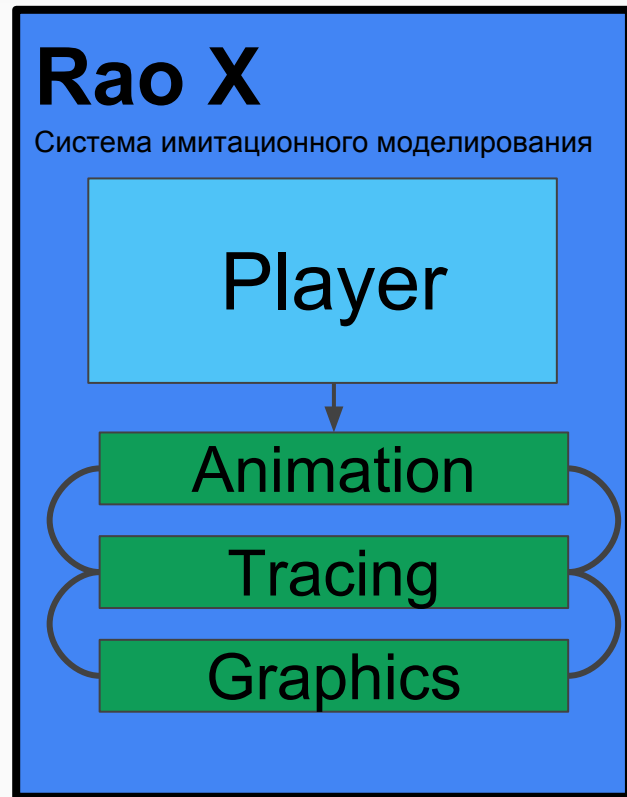 Rao X
Система имитационного моделирования
Player
Animation
Tracing
Graphics